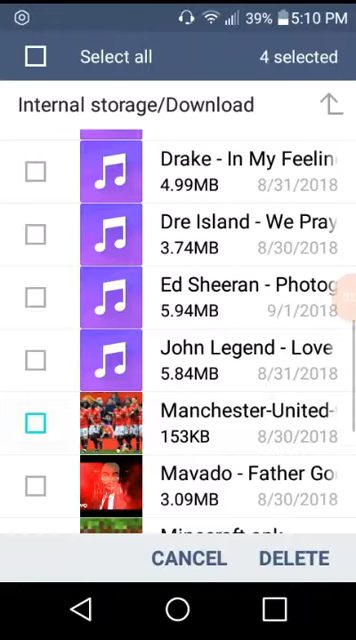 39% 5:10 PM
Select all 4 selected
Internal storage/Download
Drake - In My Feelin
4.99MB 8/31/2018
Dre Island - We Pray
3.74MB 8/30/2018
Ed Sheeran - Photog
5.94MB 9/1/2018
John Legend - Love
5.84MB 8/31/2018
Manchester-United-
153KB 8/30/2018
Mavado - Father Go
3.09MB 8/30/2018
Minecraft.apk
CANCEL DELETE